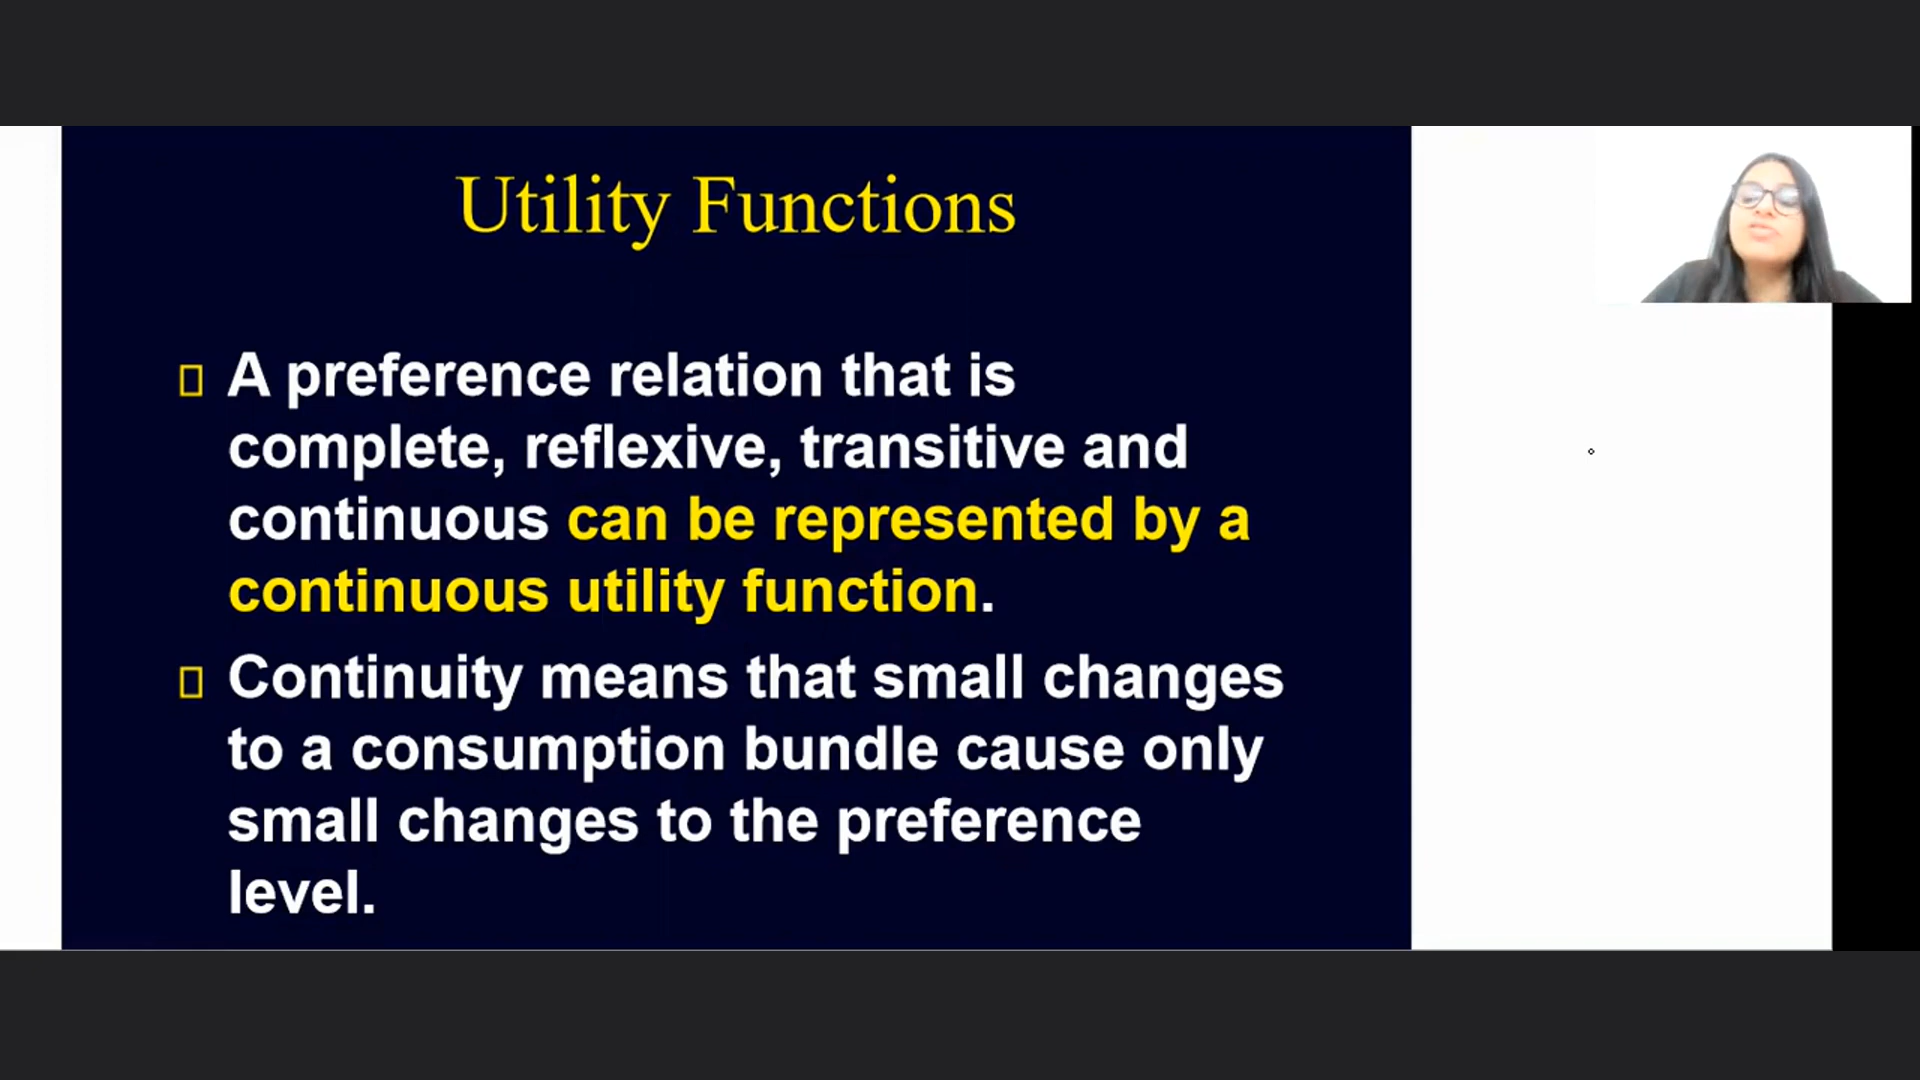 Utility Functions
A preference relation that is
complete, reflexive, transitive and
continuous can be represented by a
continuous utility function.
Continuity means that small changes
to a consumption bundle cause only
small changes to the preference
level.